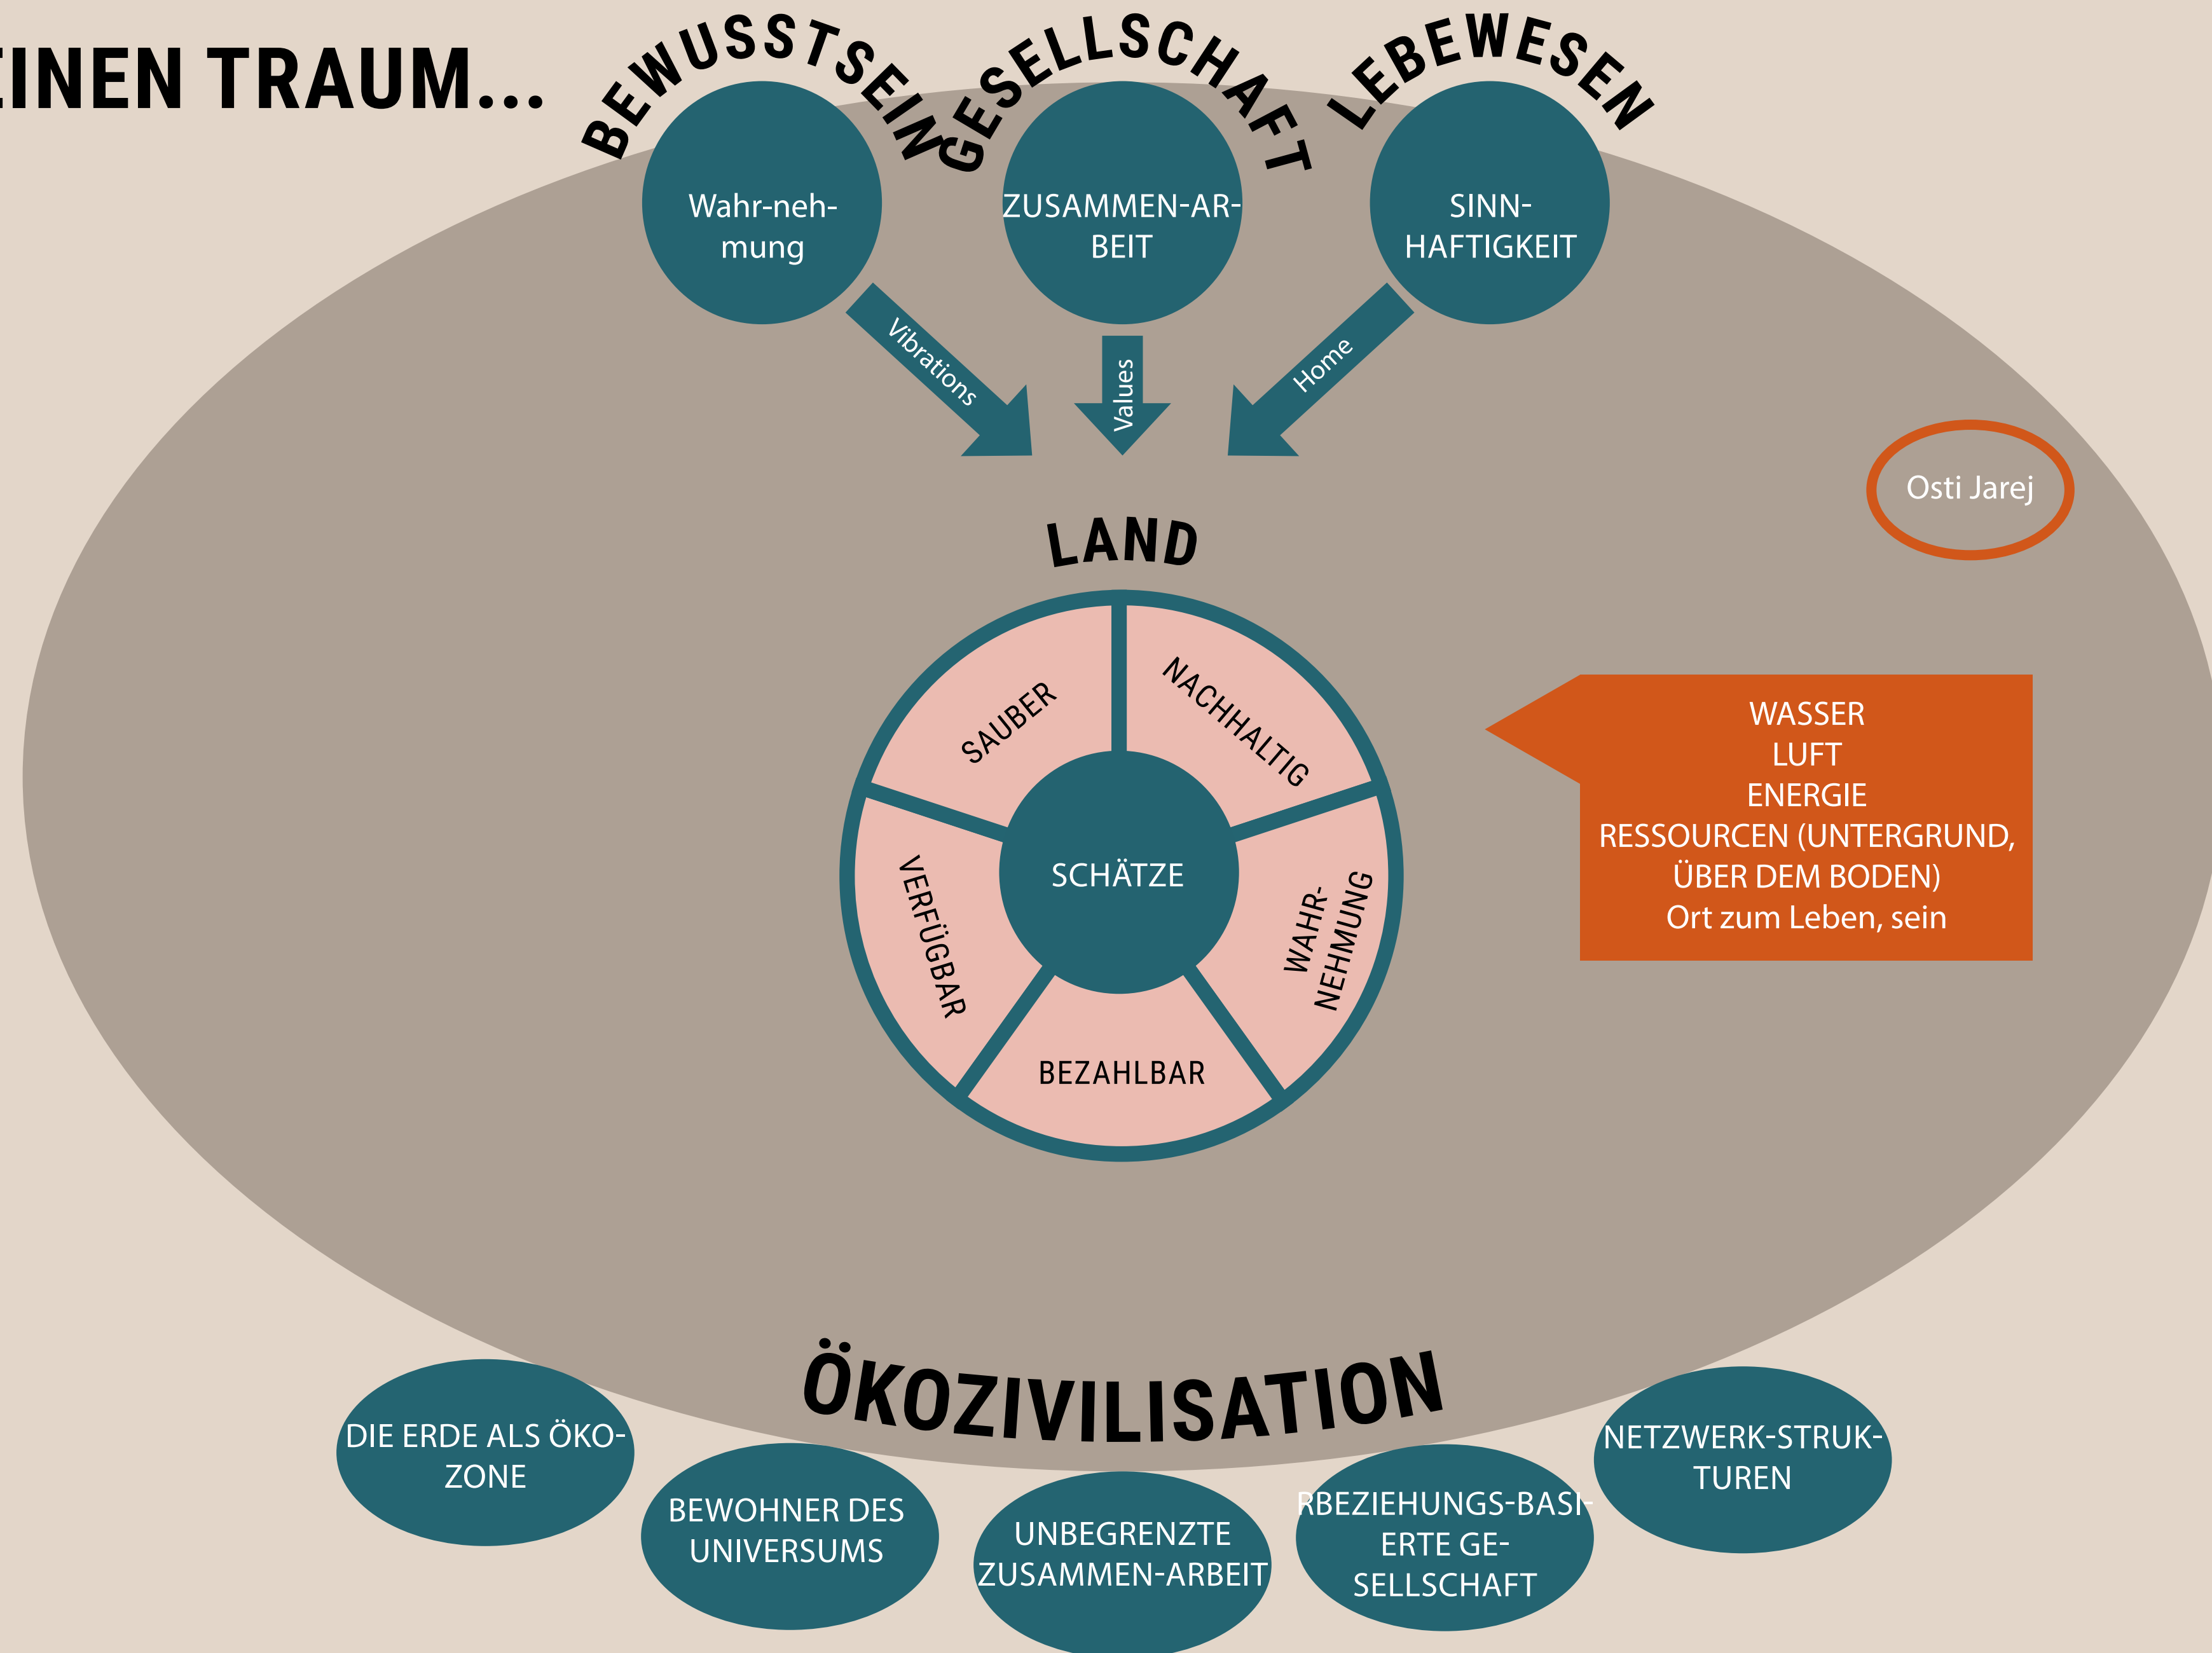 EINEN TRAUM...
BEWUSSTSEIN
GESELLSCHAFT
LEBEWESEN
Wahr-neh-
mung
ZUSAMMEN-AR-
BEIT
SINN-
HAFTIGKEIT
Vibrations
Values
Home
Osti Jarej
LAND
SAUBER
NACHHALTIG
VERFÜGBAR
SCHÄTZE
WAHR-
NEHMUNG
BEZAHLBAR
WASSER
LUFT
ENERGIE
RESSOURCEN (UNTERGRUND,
ÜBER DEM BODEN)
Ort zum Leben, sein
ÖKOZIVILISATION
DIE ERDE ALS ÖKO-
ZONE
BEWOHNER DES
UNIVERSUMS
UNBEGRENZTE
ZUSAMMEN-ARBEIT
RBEZIEHUNGS-BASI-
ERTE GE-
SELLSCHAFT
NETZWERK-STRUK-
TUREN